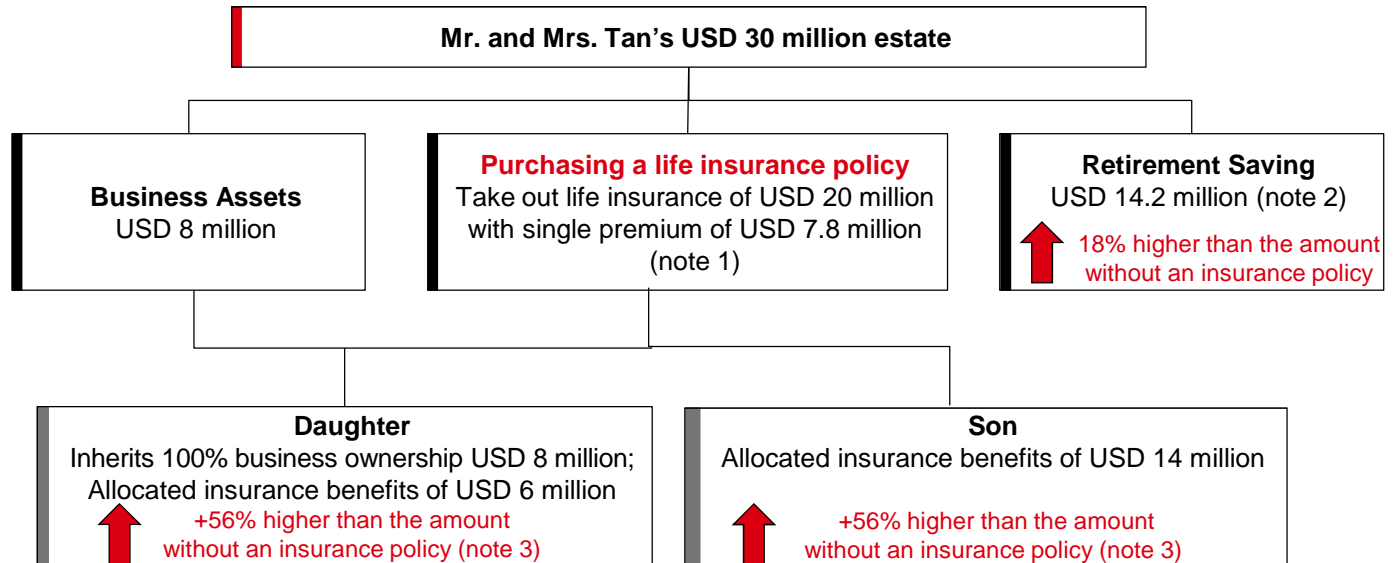 Mr. and Mrs. Tan's USD 30 million estate
Business Assets
USD 8 million
Purchasing a life insurance policy
Take out life insurance of USD 20 million
with single premium of USD 7.8 million
(note 1)
Retirement Saving
USD 14.2 million (note 2)
18% higher than the amount
without an insurance policy
Daughter
Inherits 100% business ownership USD 8 million;
Allocated insurance benefits of USD 6 million
+56% higher than the amount
without an insurance policy (note 3)
Son
Allocated insurance benefits of USD 14 million
+56% higher than the amount
without an insurance policy (note 3)